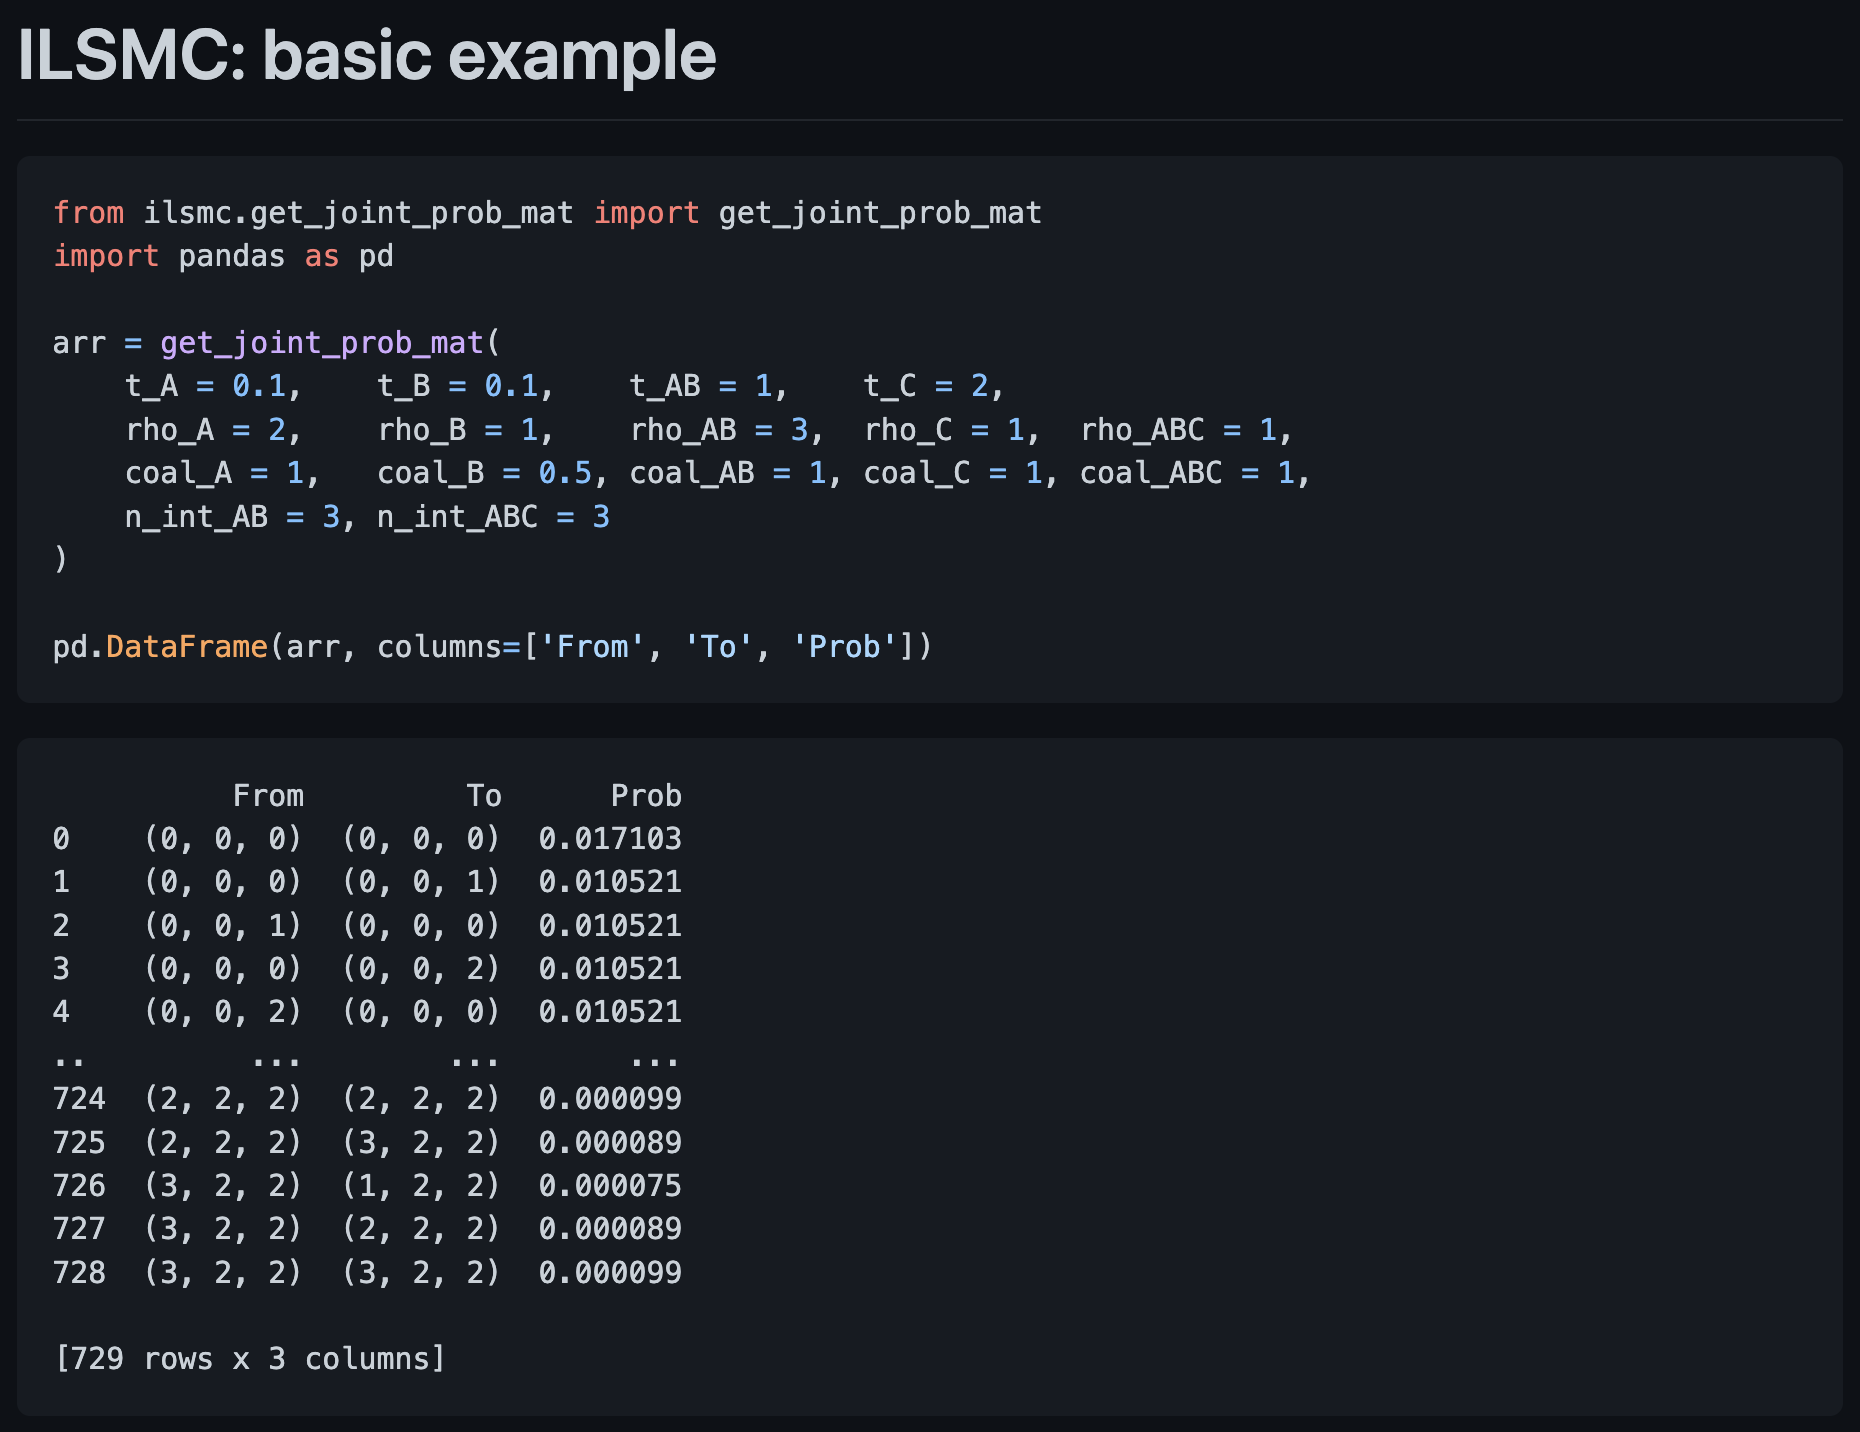 ILSMC: basic example
from ilsmc.get_joint_prob_mat import get_joint_prob_mat
import pandas as pd
arr = get_joint_prob_mat(
    t_A = 0.1,    t_B = 0.1,    t_AB = 1,    t_C = 2,
    rho_A = 2,    rho_B = 1,    rho_AB = 3,  rho_C = 1,  rho_ABC = 1,
    coal_A = 1,   coal_B = 0.5, coal_AB = 1, coal_C = 1, coal_ABC = 1,
    n_int_AB = 3, n_int_ABC = 3
)
pd.DataFrame(arr, columns=['From', 'To', 'Prob'])
          From         To      Prob
0    (0, 0, 0)  (0, 0, 0)  0.017103
1    (0, 0, 0)  (0, 0, 1)  0.010521
2    (0, 0, 1)  (0, 0, 0)  0.010521
3    (0, 0, 0)  (0, 0, 2)  0.010521
4    (0, 0, 2)  (0, 0, 0)  0.010521
..         ...        ...       ...
724  (2, 2, 2)  (2, 2, 2)  0.000099
725  (2, 2, 2)  (3, 2, 2)  0.000089
726  (3, 2, 2)  (1, 2, 2)  0.000075
727  (3, 2, 2)  (2, 2, 2)  0.000089
728  (3, 2, 2)  (3, 2, 2)  0.000099
[729 rows x 3 columns]